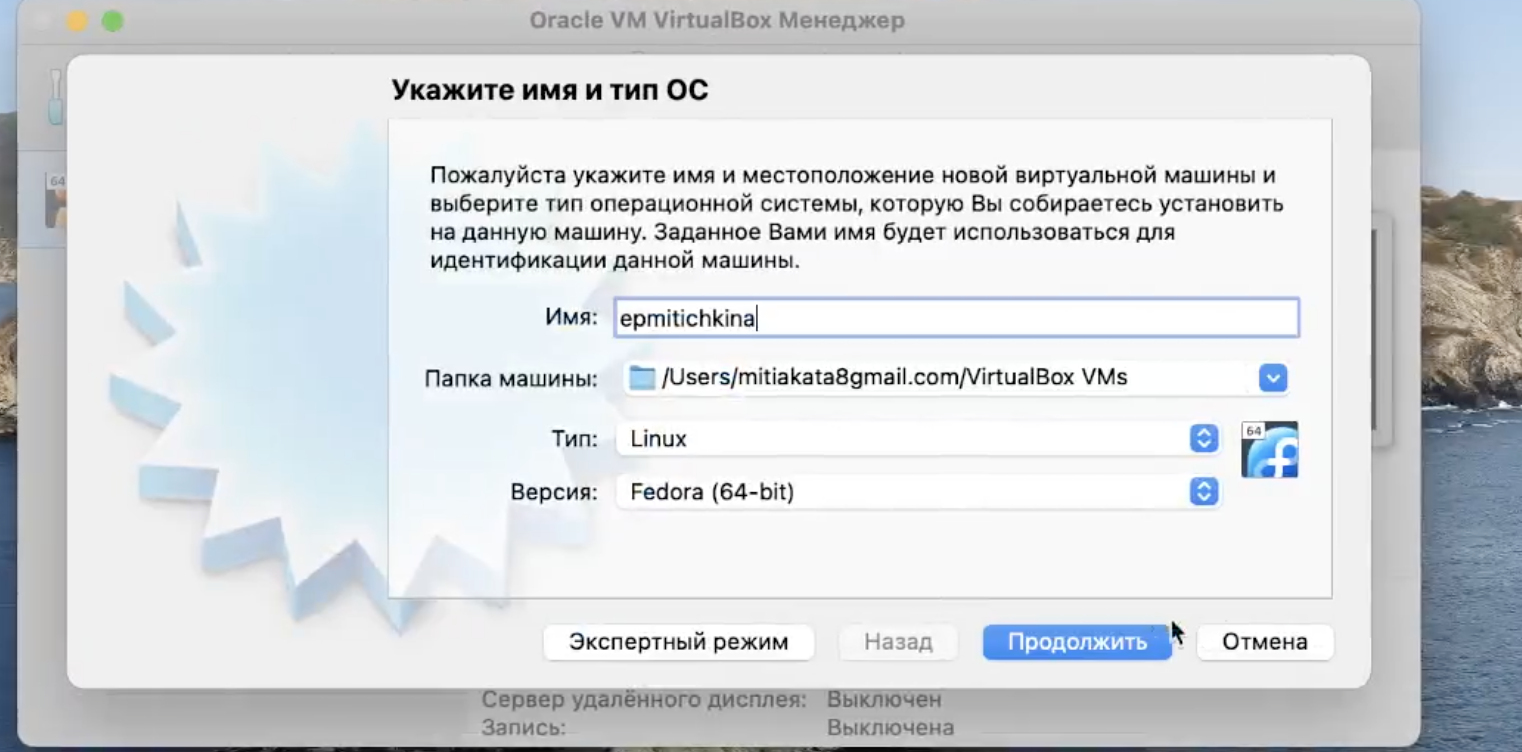 Oracle VM VirtualBox Менеджер
Укажите имя и тип ОС
64
Пожалуйста укажите имя и местоположение новой виртуальной машины и
выберите тип операционной системы, которую Вы собираетесь установить
на данную машину. Заданное Вами имя будет использоваться для
идентификации данной машины.
Имя: epmitichkina
Папка машины: /Users/mitiakata8gmail.com/VirtualBox VMs
Тип: Linux
64
Версия: Fedora (64-bit)
Экспертный режим Назад Продолжить Отмена
Сервер удалённого дисплея: Выключен
Запись: Выключена